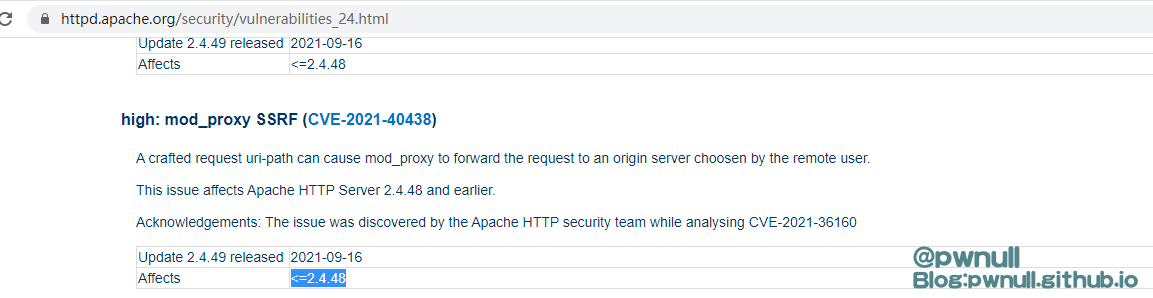 httpd.apache.org/security/vulnerabilities_24.html
Update 2.4.49 released 2021-09-16
Affects <=2.4.48
high: mod_proxy SSRF (CVE-2021-40438)
A crafted request uri-path can cause mod_proxy to forward the request to an origin server choosen by the remote user.
This issue affects Apache HTTP Server 2.4.48 and earlier.
Acknowledgements: The issue was discovered by the Apache HTTP security team while analysing CVE-2021-36160
Update 2.4.49 released 2021-09-16
Affects <=2.4.48
@pwnull
Blog:pwnull.github.io